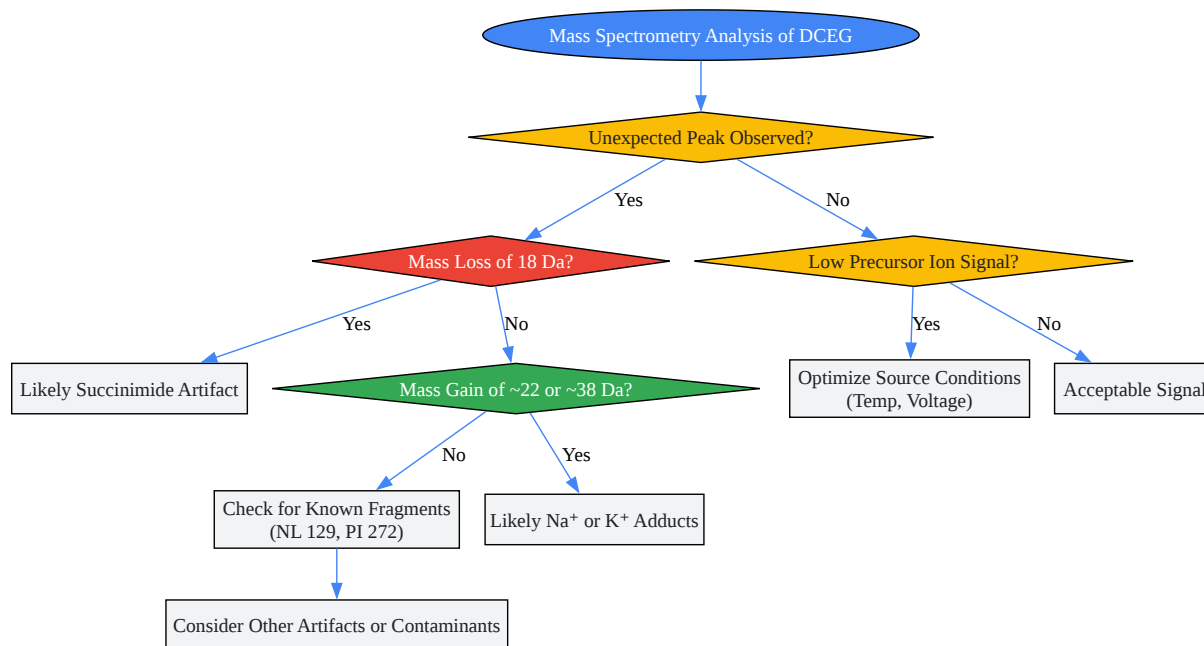 Mass Spectrometry Analysis of DCEG
Unexpected Peak Observed?
Yes
No
Mass Loss of 18 Da?
Low Precursor Ion Signal?
Yes
No
Yes
No
Likely Succinimide Artifact
Mass Gain of ~22 or ~38 Da?
Optimize Source Conditions
(Temp, Voltage)
Acceptable Signal
No
Yes
Check for Known Fragments
(NL 129, PI 272)
Likely Na⁺ or K⁺ Adducts
Consider Other Artifacts or Contaminants